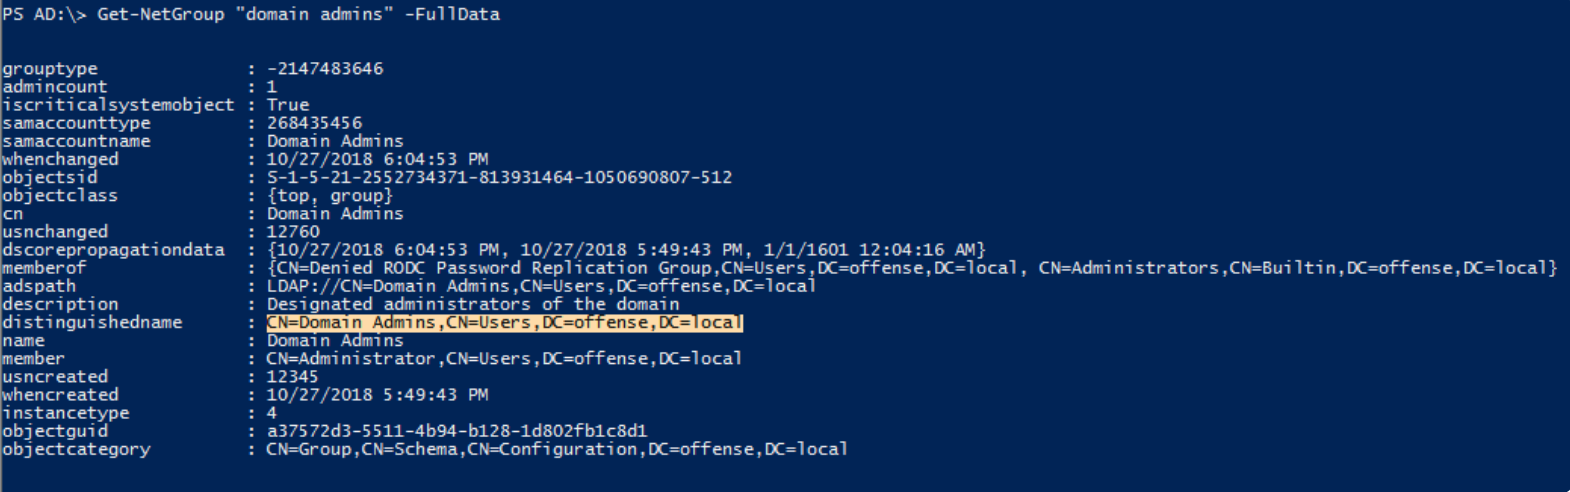 PS AD:\> Get-NetGroup "domain admins" -FullData
grouptype : -2147483646
admincount : 1
iscriticalsystemobject : True
samaccounttype : 268435456
samaccountname : Domain Admins
whenchanged : 10/27/2018 6:04:53 PM
objectsid : S-1-5-21-2552734371-813931464-1050690807-512
objectclass : {top, group}
cn : Domain Admins
usnchanged : 12760
dscorepropagationdata : {10/27/2018 6:04:53 PM, 10/27/2018 5:49:43 PM, 1/1/1601 12:04:16 AM}
memberof : {CN=Denied RODC Password Replication Group,CN=Users,DC=offense,DC=local, CN=Administrators,CN=Builtin,DC=offense,DC=local}
adspath : LDAP://CN=Domain Admins,CN=Users,DC=offense,DC=local
description : Designated administrators of the domain
distinguishedname : CN=Domain Admins,CN=Users,DC=offense,DC=local
name : Domain Admins
member : CN=Administrator,CN=Users,DC=offense,DC=local
usncreated : 12345
whencreated : 10/27/2018 5:49:43 PM
instancetype : 4
objectguid : a37572d3-5511-4b94-b128-1d802fb1c8d1
objectcategory : CN=Group,CN=Schema,CN=Configuration,DC=offense,DC=local